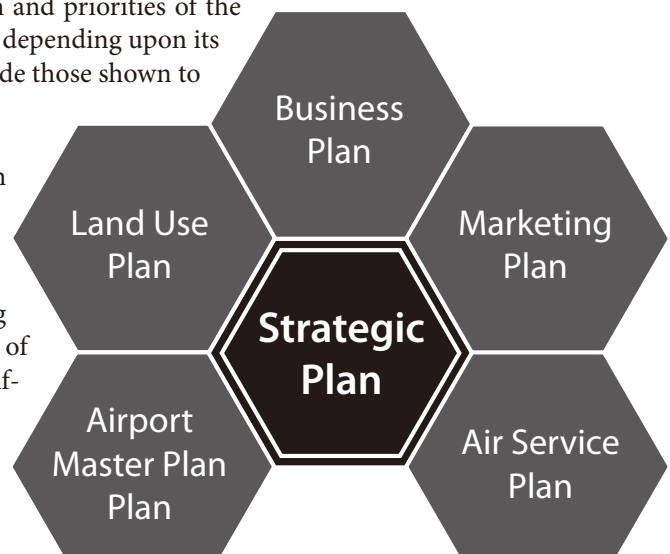 and priorities of the
depending upon its
de those shown to
Business
Plan
Land Use
Plan
Marketing
Plan
of
Strategic
Plan
Airport
Master Plan
Plan
Air Service
Plan